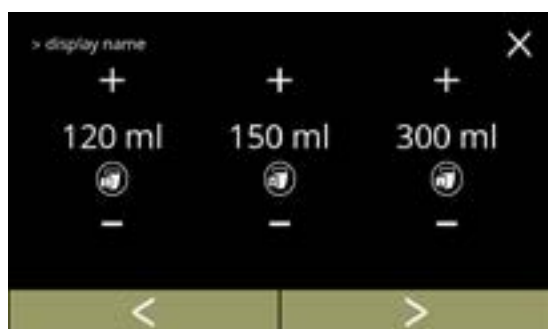 > display name
+ + +
120 ml 150 ml 300 ml
− − −
< >